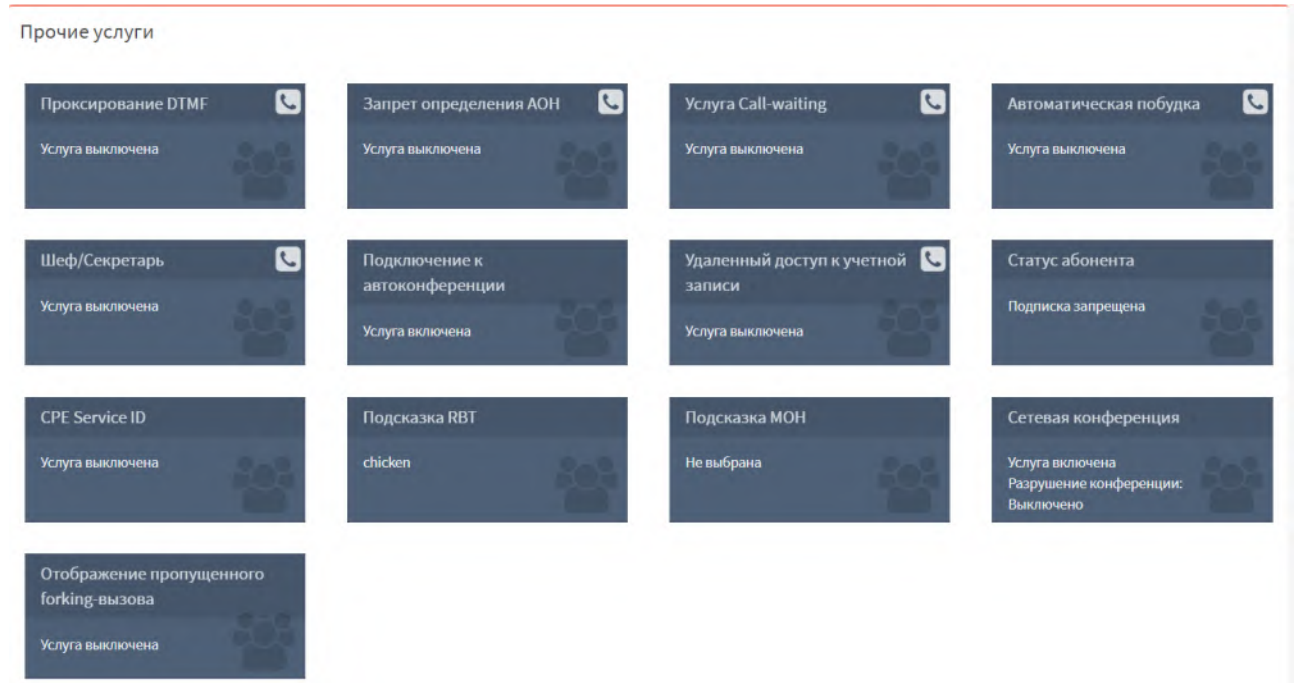 Прочие услуги
Проксирование DTMF
Услуга выключена
Запрет определения АОН
Услуга выключена
Услуга Call-waiting
Услуга выключена
Автоматическая побудка
Услуга выключена
Шеф/Секретарь
Услуга выключена
Подключение к
автоконференции
Услуга включена
Удаленный доступ к учетной
записи
Услуга выключена
Статус абонента
Подписка запрещена
CPE Service ID
Услуга выключена
Подсказка RBT
chicken
Подсказка MOH
Не выбрана
Сетевая конференция
Услуга включена
Разрушение конференции:
Выключено
Отображение пропущенного
forking-вызова
Услуга выключена